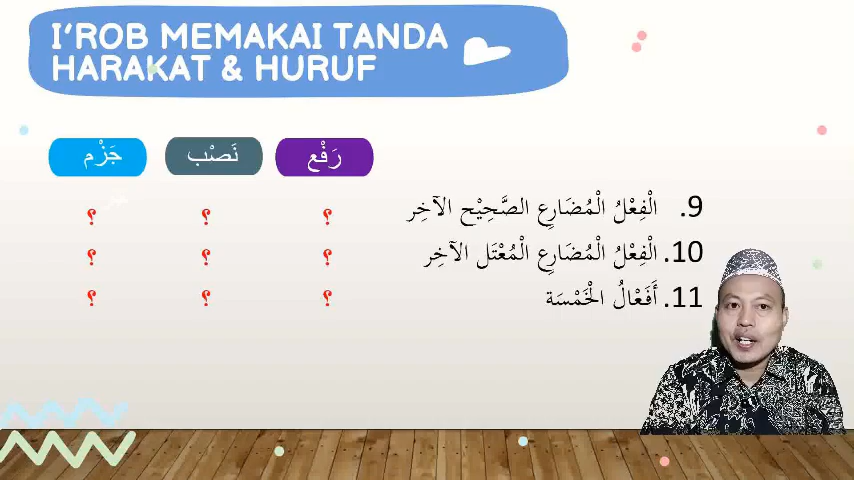 I'ROB MEMAKAI TANDA
HARAKAT & HURUF
رَفْع نَصْب جَزْم
9. الْفِعْلُ الْمُضَارِع الصَّحِيْح الآخِر ؟ ؟ ؟
10. الْفِعْلُ الْمُضَارِع الْمُعْتَل الآخِر ؟ ؟ ؟
11. أَفَعْالُ الْخَمْسَة ؟ ؟ ؟